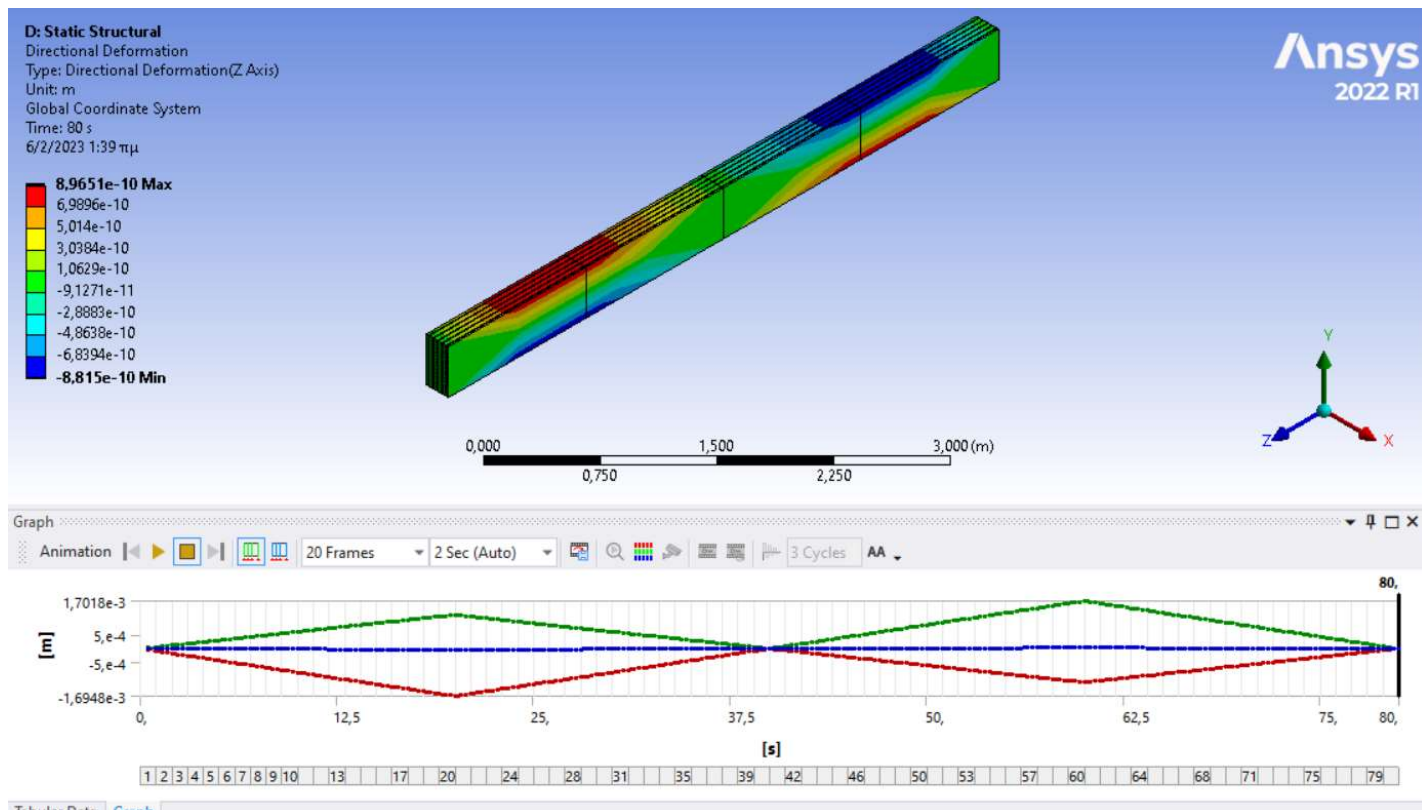 D: Static Structural
Directional Deformation
Type: Directional Deformation(Z Axis)
Unit: m
Global Coordinate System
Time: 80 s
6/2/2023 1:39 πμ
8,9651e-10 Max
6,9896e-10
5,014e-10
3,0384e-10
1,0629e-10
-9,1271e-11
-2,8883e-10
-4,8638e-10
-6,8394e-10
-8,815e-10 Min
Ansys
2022 R1
Y
Z
X
0,000 1,500 3,000 (m)
0,750 2,250
Graph
Animation 20 Frames 2 Sec (Auto) 3 Cycles AA
80,
1,7018e-3
5,e-4
-5,e-4
-1,6948e-3
[m]
0, 12,5 25, 37,5 50, 62,5 75, 80,
[s]
1 2 3 4 5 6 7 8 9 10 13 17 20 24 28 31 35 39 42 46 50 53 57 60 64 68 71 75 79
Tabular Data Graph